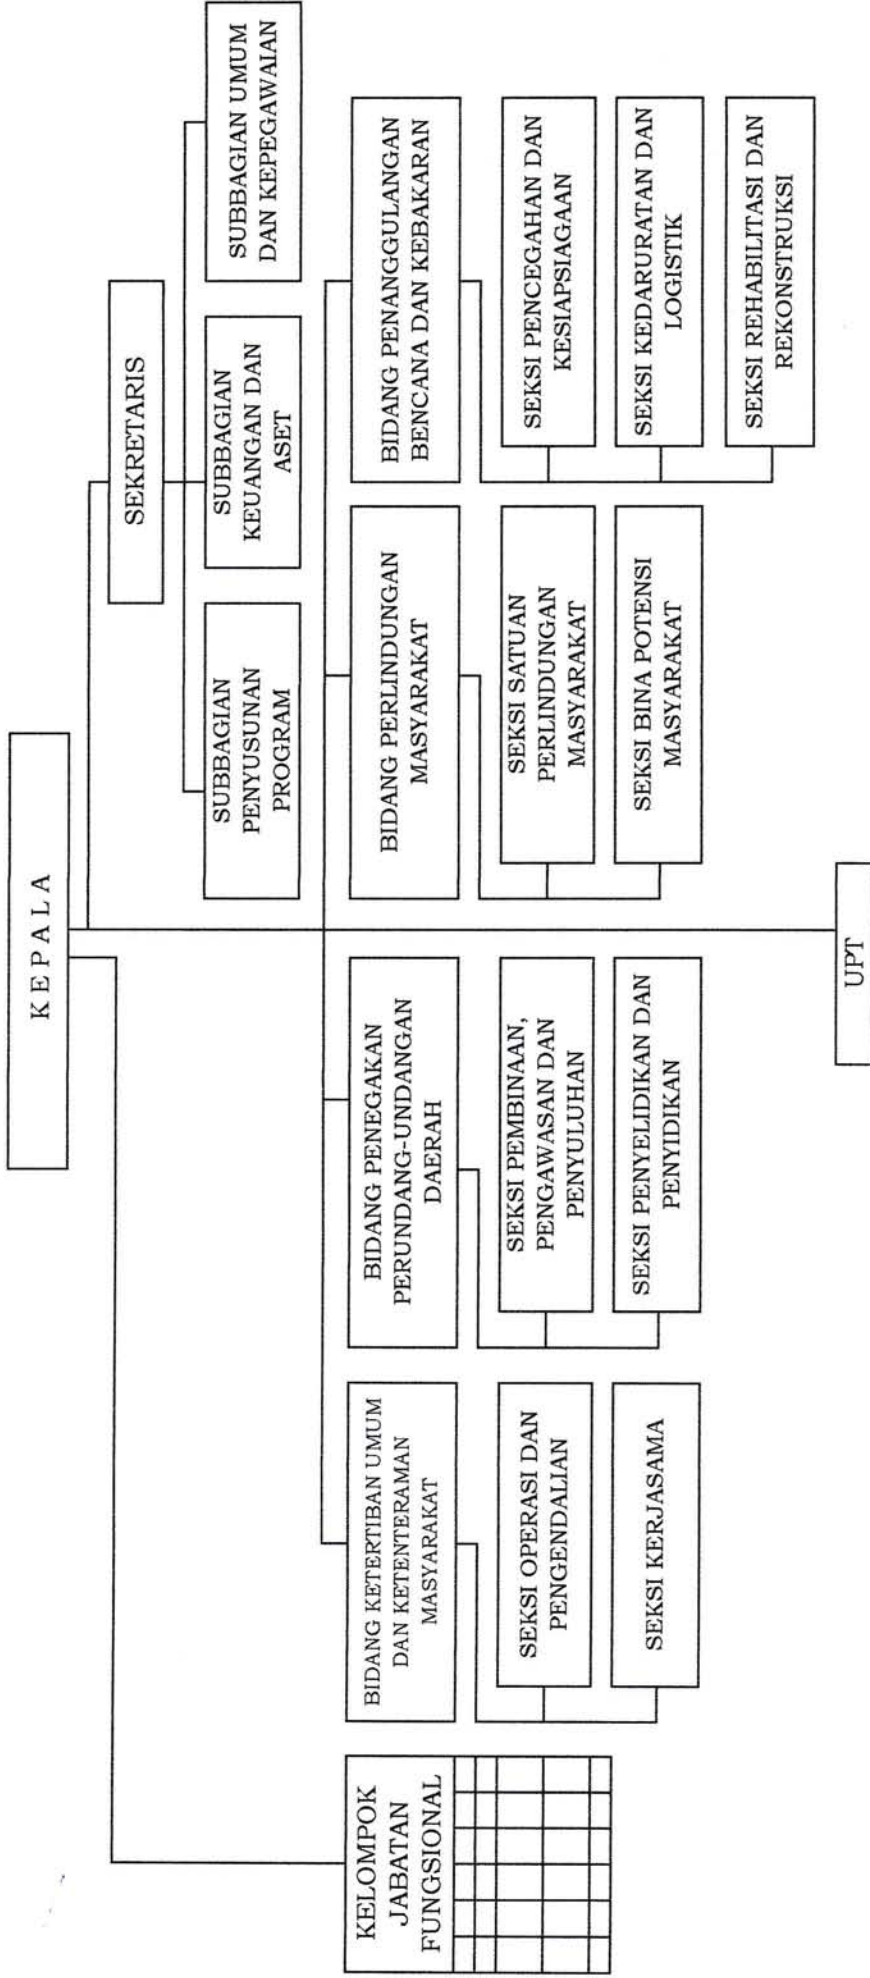 K E P A L A
SEKRETARIS
SUBBAGIAN
PENYUSUNAN
PROGRAM
SUBBAGIAN
KEUANGAN DAN
ASET
SUBBAGIAN UMUM
DAN KEPEGAWAIAN
KELOMPOK
JABATAN
FUNGSIONAL
BIDANG KETERTIBAN UMUM
DAN KETENTERAMAN
MASYARAKAT
BIDANG PENEGAKAN
PERUNDANG-UNDANGAN
DAERAH
BIDANG PERLINDUNGAN
MASYARAKAT
BIDANG PENANGGULANGAN
BENCANA DAN KEBAKARAN
SEKSI OPERASI DAN
PENGENDALIAN
SEKSI PEMBINAAN,
PENGAWASAN DAN
PENYULUHAN
SEKSI SATUAN
PERLINDUNGAN
MASYARAKAT
SEKSI PENCEGAHAN DAN
KESIAPSIAGAAN
SEKSI KERJASAMA
SEKSI PENYELIDIKAN DAN
PENYIDIKAN
SEKSI BINA POTENSI
MASYARAKAT
SEKSI KEDARURATAN DAN
LOGISTIK
SEKSI REHABILITASI DAN
REKONSTRUKSI
UPT